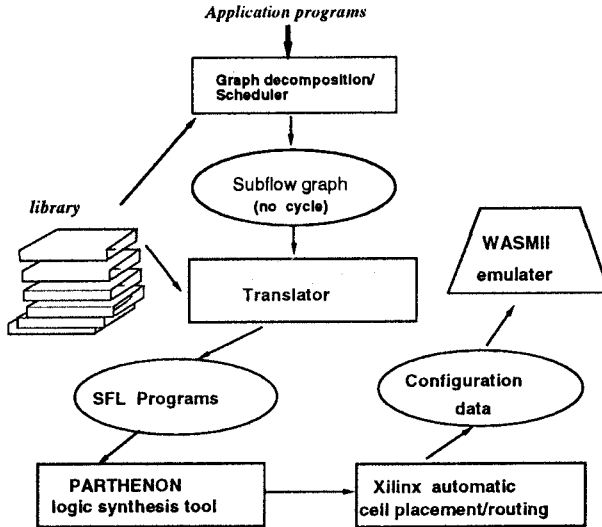 Application programs
Graph decomposition/
Scheduler
Subflow graph
(no cycle)
library
WASMII
emulater
Translator
SFL Programs
Configuration
data
PARTHENON
logic synthesis tool
Xilinx automatic
cell placement/routing